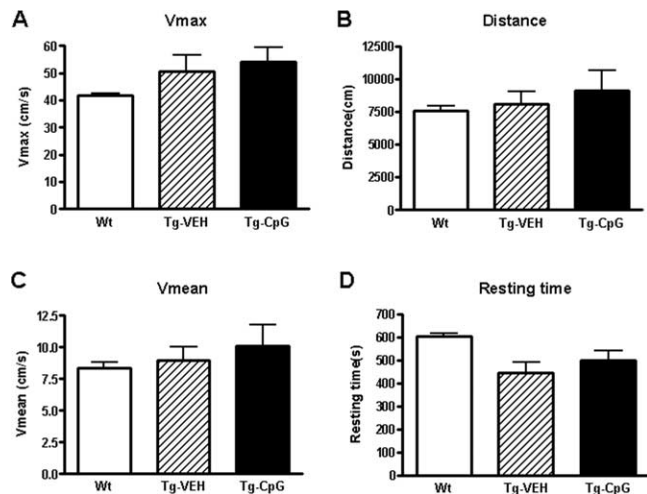 A
Vmax
Vmax (cm/s)
60
50
40
30
20
10
0
Wt
Tg-VEH
Tg-CpG
B
Distance
Distance(cm)
12500
10000
7500
5000
2500
0
Wt
Tg-VEH
Tg-CpG
C
Vmean
Vmean (cm/s)
12.5
10.0
7.5
5.0
2.5
0.0
Wt
Tg-VEH
Tg-CpG
D
Resting time
Resting time(s)
700
600
500
400
300
200
100
0
Wt
Tg-VEH
Tg-CpG